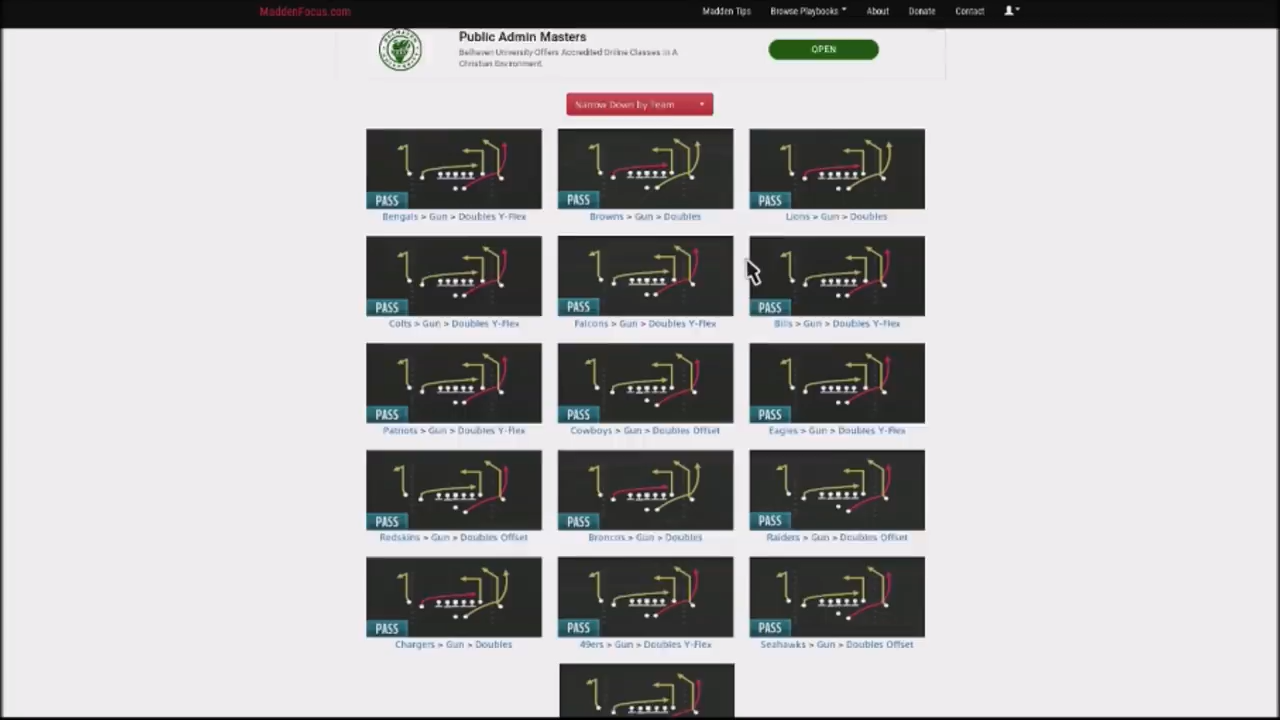 MaddenFocus.com Madden Tips Browse Playbooks About Donate Contact
Public Admin Masters
Belhaven University Offers Accredited Online Classes In A
Christian Environment.
OPEN
Narrow Down by Team
PASS PASS PASS
Bengals > Gun > Doubles Y-Flex Browns > Gun > Doubles Lions > Gun > Doubles
PASS PASS PASS
Colts > Gun > Doubles Y-Flex Falcons > Gun > Doubles Y-Flex Bills > Gun > Doubles Y-Flex
PASS PASS PASS
Patriots > Gun > Doubles Y-Flex Cowboys > Gun > Doubles Offset Eagles > Gun > Doubles Y-Flex
PASS PASS PASS
Redskins > Gun > Doubles Offset Broncos > Gun > Doubles Raiders > Gun > Doubles Offset
PASS PASS PASS
Chargers > Gun > Doubles 49ers > Gun > Doubles Y-Flex Seahawks > Gun > Doubles Offset